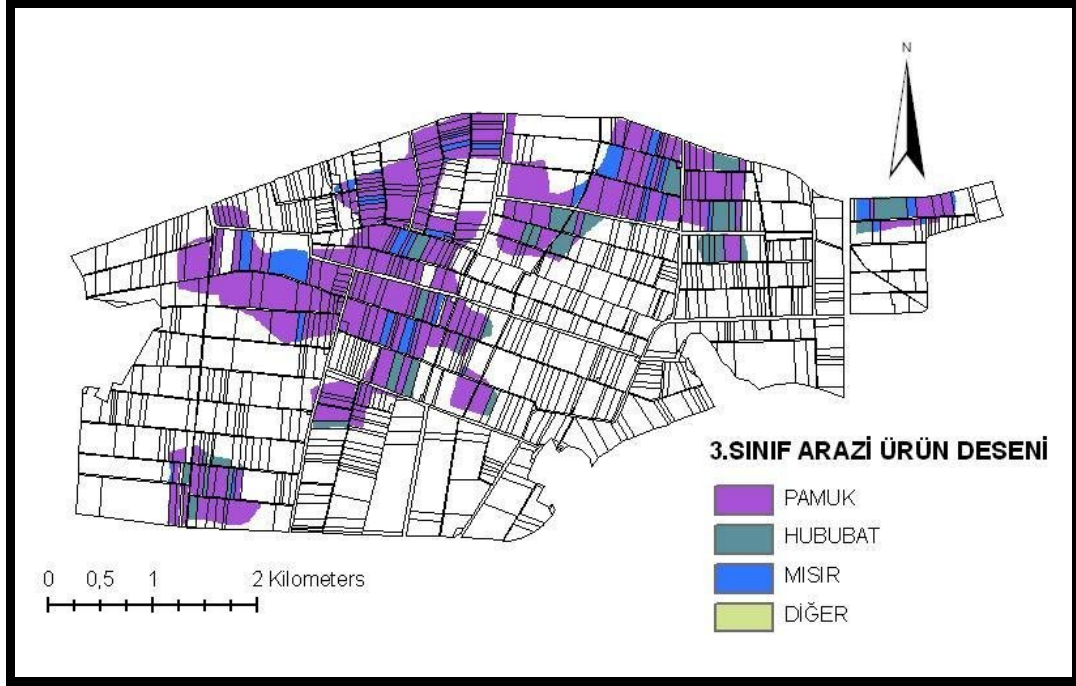 N
3.SINIF ARAZİ ÜRÜN DESENİ
PAMUK
HUBUBAT
MISIR
DİĞER
0 0,5 1 2 Kilometers